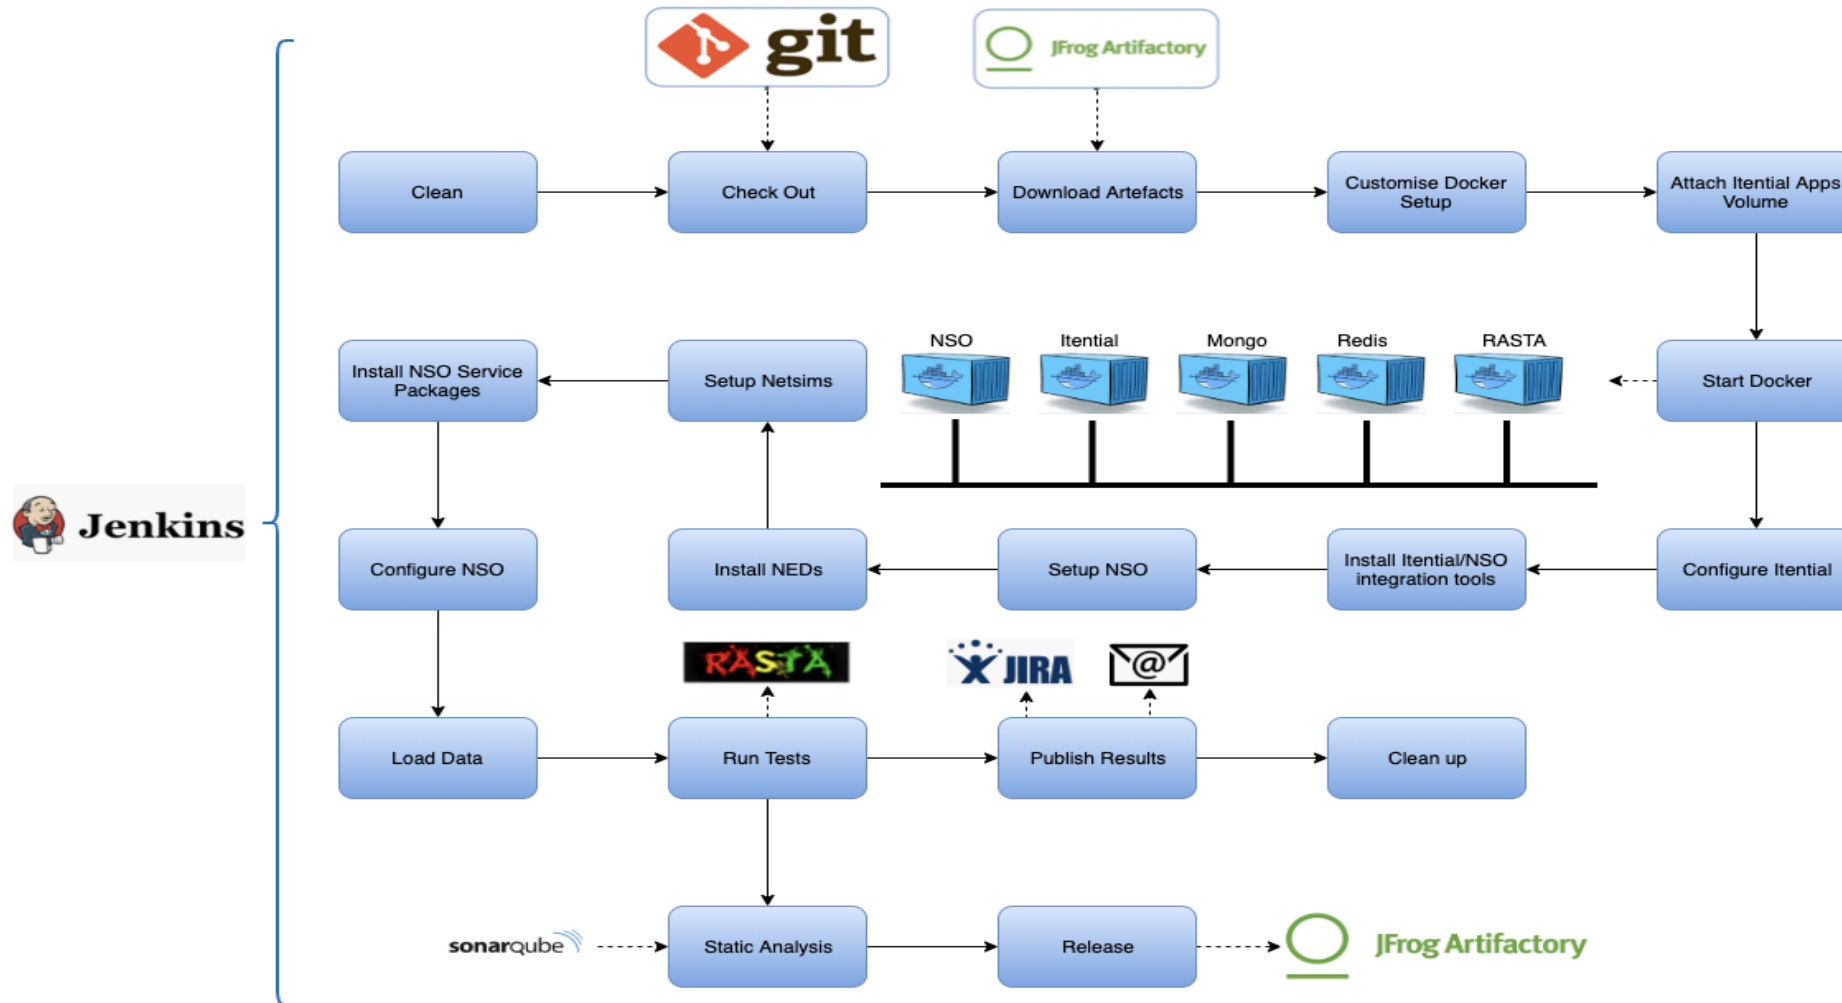 git
JFrog Artifactory
Clean
Check Out
Download Artefacts
Customise Docker
Setup
Attach Itential Apps
Volume
NSO
Itential
Mongo
Redis
RASTA
Install NSO Service
Packages
Setup Netsims
Start Docker
Jenkins
Configure NSO
Install NEDs
Setup NSO
Install Itential/NSO
integration tools
Configure Itential
RASTA
JIRA
@
Load Data
Run Tests
Publish Results
Clean up
sonarqube
Static Analysis
Release
JFrog Artifactory